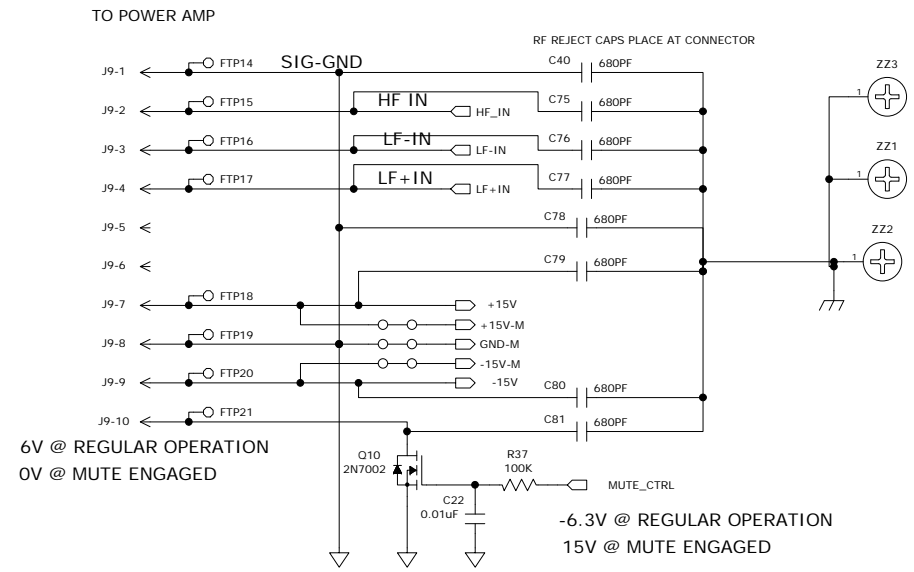 TO POWER AMP
RF REJECT CAPS PLACE AT CONNECTOR
J9-1 FTP14 SIG-GND C40 680PF ZZ3
1
J9-2 FTP15 HF IN HF_IN C75 680PF
J9-3 FTP16 LF-IN LF-IN C76 680PF ZZ1
1
J9-4 FTP17 LF+IN LF+IN C77 680PF
J9-5 C78 680PF ZZ2
1
J9-6 C79 680PF
J9-7 FTP18 +15V
+15V-M
J9-8 FTP19 GND-M
-15V-M
J9-9 FTP20 -15V C80 680PF
J9-10 FTP21 C81 680PF
6V @ REGULAR OPERATION
0V @ MUTE ENGAGED
Q10
2N7002
R37
100K
MUTE_CTRL
C22
0.01uF
-6.3V @ REGULAR OPERATION
15V @ MUTE ENGAGED